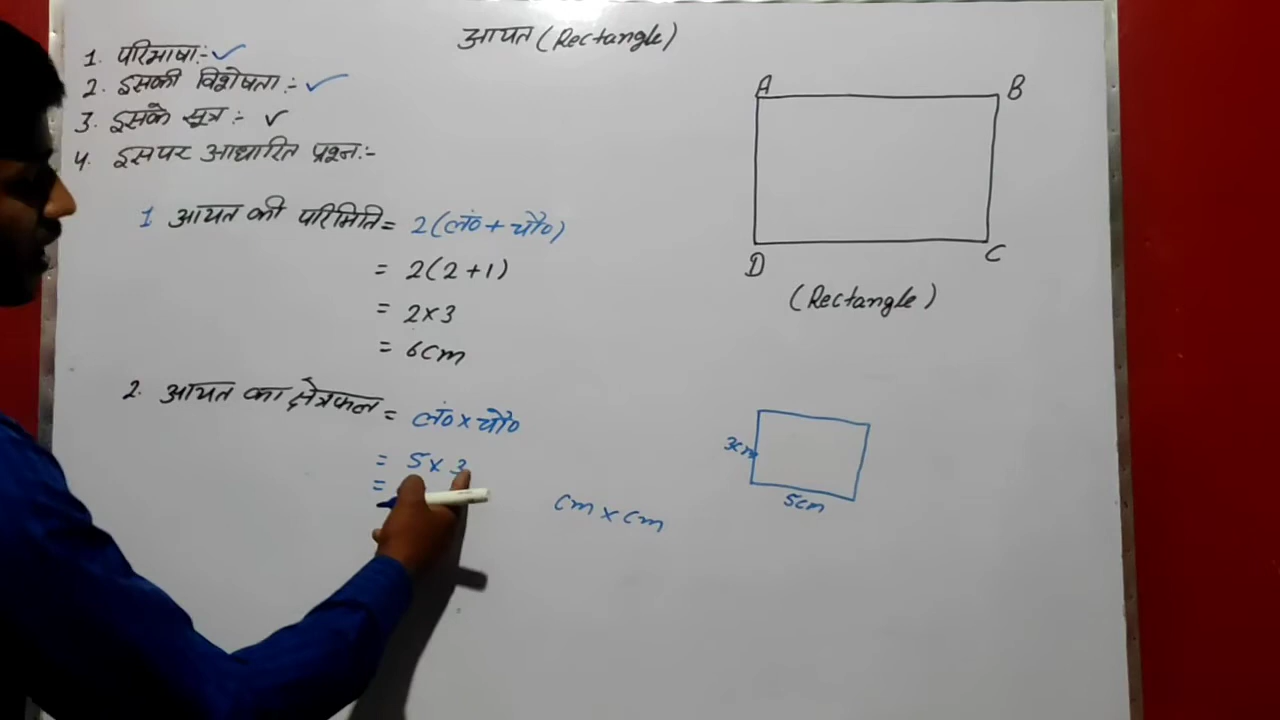 आयत (Rectangle)
1. परिभाषा:- ✓
2. इसकी विशेषता:- ✓
3. इसके सूत्र:- ✓
4. इसपर आधारित प्रश्न:-
1 आयत की परिमिति = 2(लं० + चौ०)
= 2(2+1)
= 2×3
= 6cm
2. आयत का क्षेत्रफल = लं० × चौ०
= 5× 3
=
cm × cm
A
B
D
C
(Rectangle)
3cm
5cm